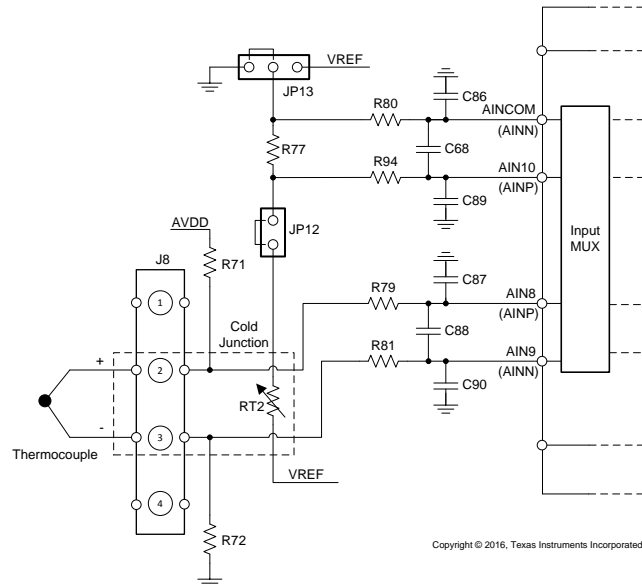 VREF
JP13
R80
C86
AINCOM
(AINN)
R77
C68
R94
AIN10
(AINP)
C89
JP12
Input
MUX
AVDD
R71
J8
C87
R79
AIN8
(AINP)
1
Cold
Junction
C88
R81
AIN9
(AINN)
+
2
C90
RT2
-
3
Thermocouple
VREF
4
R72
Copyright © 2016, Texas Instruments Incorporated